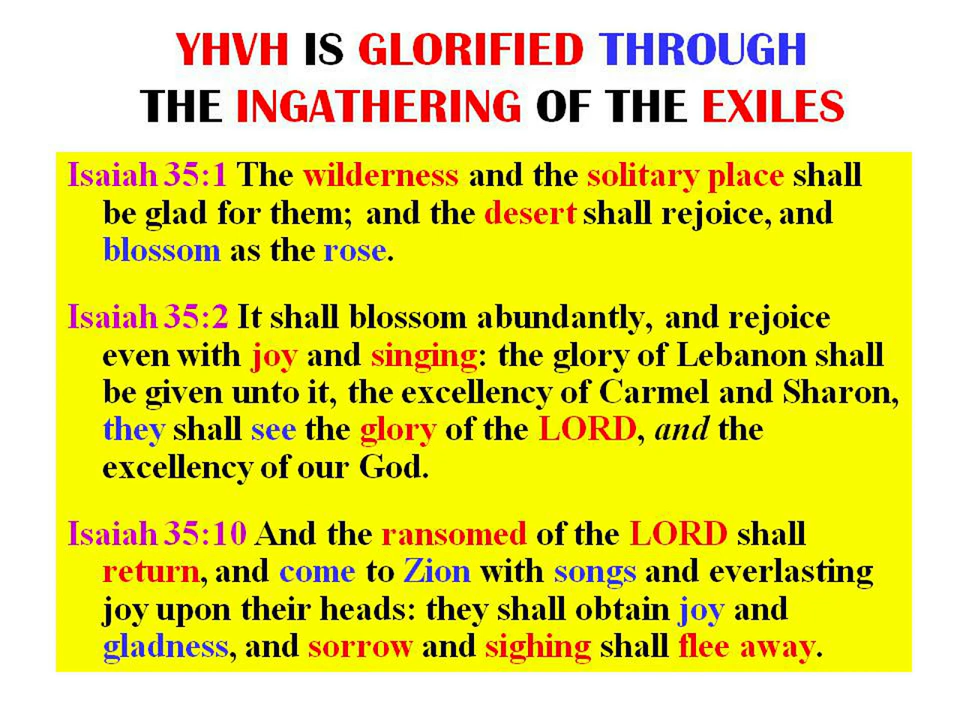 YHVH IS GLORIFIED THROUGH
THE INGATHERING OF THE EXILES
Isaiah 35:1 The wilderness and the solitary place shall
be glad for them; and the desert shall rejoice, and
blossom as the rose.
Isaiah 35:2 It shall blossom abundantly, and rejoice
even with joy and singing: the glory of Lebanon shall
be given unto it, the excellency of Carmel and Sharon,
they shall see the glory of the LORD, and the
excellency of our God.
Isaiah 35:10 And the ransomed of the LORD shall
return, and come to Zion with songs and everlasting
joy upon their heads: they shall obtain joy and
gladness, and sorrow and sighing shall flee away.